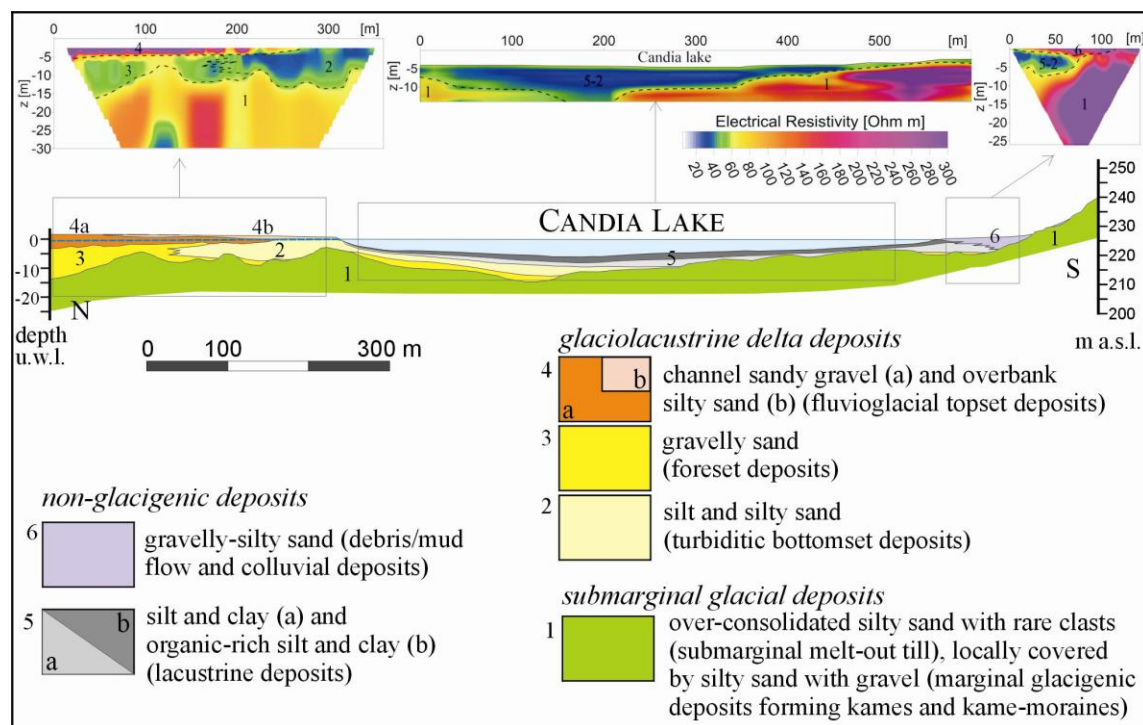 0 100 200 300 [m]
z [m]
-5
-10
-15
-20
-25
-30
4
3
2
1
0 100 200 300 400 500 [m]
Candia lake
z [m]
-5
-10
1
5-2
1
Electrical Resistivity [Ohm m]
20 40 60 80 100 120 140 160 180 200 220 240 260 280 300
0 50 100 [m]
z [m]
-5
-10
-15
-20
-25
6
5-2
1
4a 4b
CANDIA LAKE
3 2 1 5 6 1
0
-10
-20
N
S
depth
u.w.l.
250
240
230
220
210
200
m a.s.l.
0 100 300 m
glaciolacustrine delta deposits
4 a b channel sandy gravel (a) and overbank
silty sand (b) (fluvioglacial topset deposits)
3 gravelly sand
(foreset deposits)
2 silt and silty sand
(turbiditic bottomset deposits)
non-glacigenic deposits
6 gravelly-silty sand (debris/mud
flow and colluvial deposits)
5 a b silt and clay (a) and
organic-rich silt and clay (b)
(lacustrine deposits)
submarginal glacial deposits
1 over-consolidated silty sand with rare clasts
(submarginal melt-out till), locally covered
by silty sand with gravel (marginal glacigenic
deposits forming kames and kame-moraines)